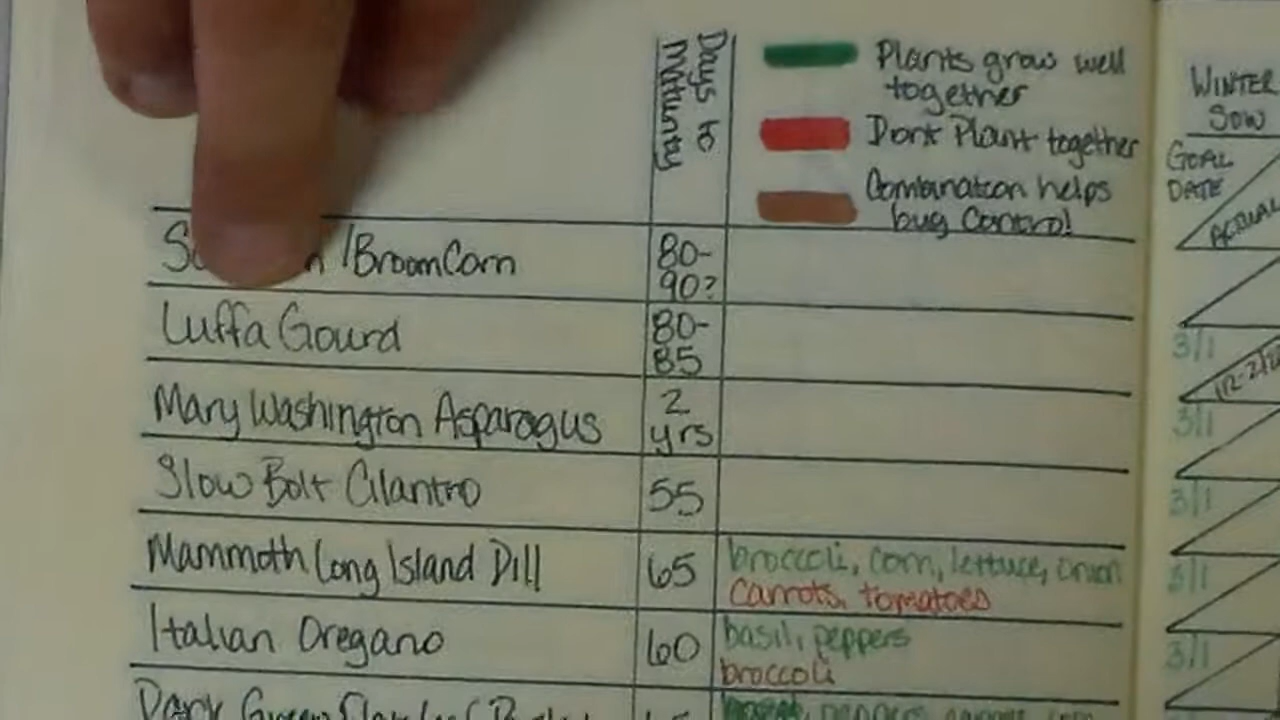 Days to
Maturity
Plants grow well
together
Don't Plant together
Combination helps
bug Control!
WINTER
SOW
GOAL
DATE
ACTUAL
/BroomCorn
80-
90?
Luffa Gourd
80-
85
3/1
Mary Washington Asparagus
2
yrs
3/1
Slow Bolt Cilantro
55
3/1
Mammoth Long Island Dill
65
broccoli, corn, lettuce, onion
carrots, tomatoes
3/1
Italian Oregano
60
basil, peppers
broccoli
3/1
Dark Green
peppers